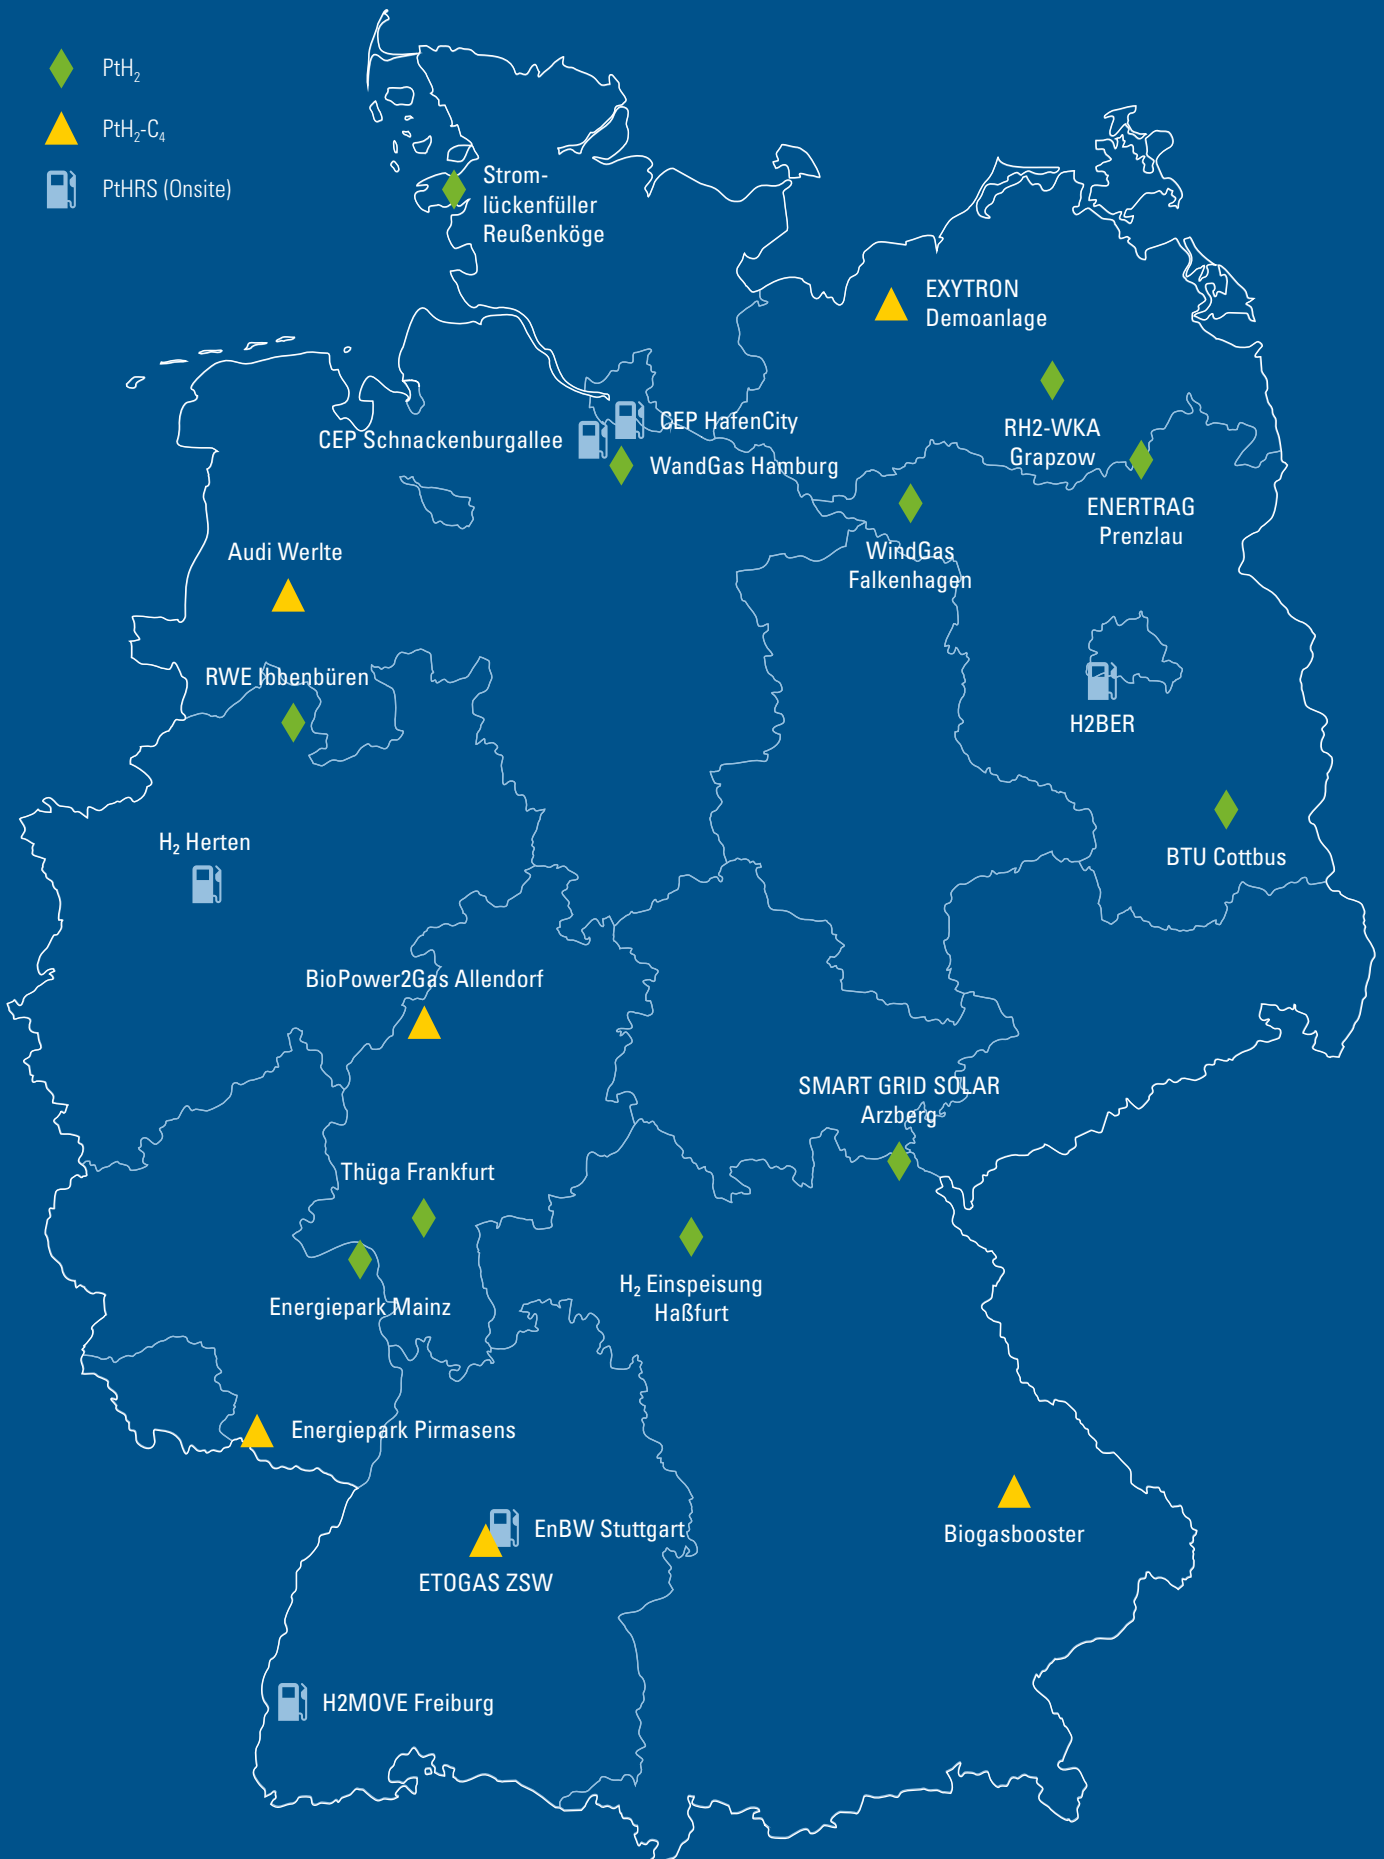 PtH₂
PtH₂-C₄
PtHRS (Onsite)
Strom-
lückenfüller
Reußenköge
EXYTRON
Demoanlage
RH2-WKA
Grapzow
CEP HafenCity
CEP Schnackenburgallee
WandGas Hamburg
ENERTRAG
Prenzlau
WindGas
Falkenhagen
Audi Werlte
RWE Ibbenbüren
H2BER
H₂ Herten
BTU Cottbus
BioPower2Gas Allendorf
SMART GRID SOLAR
Arzberg
Thüga Frankfurt
H₂ Einspeisung
Haßfurt
Energiepark Mainz
Energiepark Pirmasens
EnBW Stuttgart
Biogasbooster
ETOGAS ZSW
H2MOVE Freiburg